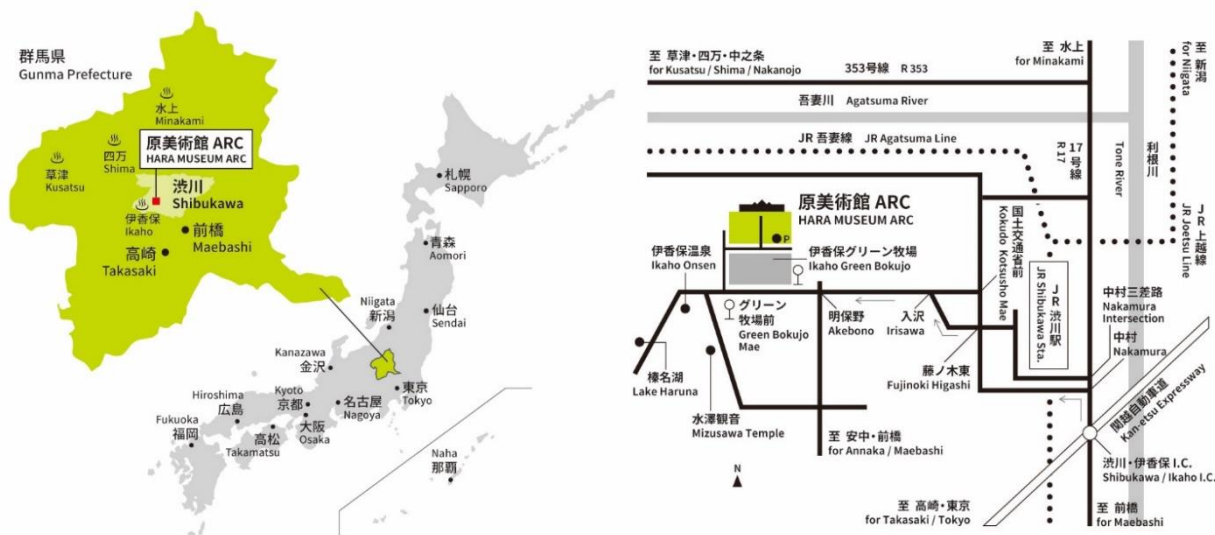 群馬県
Gunma Prefecture
水上
Minakami
原美術館 ARC
HARA MUSEUM ARC
四万
Shima
草津
Kusatsu
渋川
Shibukawa
伊香保
Ikaho
前橋
Maebashi
高崎
Takasaki
札幌
Sapporo
青森
Aomori
仙台
Sendai
Niigata
新潟
Kanazawa
金沢
東京
Tokyo
Kyoto
京都
名古屋
Nagoya
Hiroshima
広島
大阪
Osaka
Fukuoka
福岡
高松
Takamatsu
Naha
那覇
至 草津・四万・中之条
for Kusatsu / Shima / Nakanojo
353号線 R 353
至 水上
for Minakami
至 新潟
for Niigata
吾妻川 Agatsuma River
JR 吾妻線 JR Agatsuma Line
17号線
R 17
Tone River
利根川
JR上越線
JR Joetsu Line
原美術館 ARC
HARA MUSEUM ARC
P
伊香保温泉
Ikaho Onsen
伊香保グリーン牧場
Ikaho Green Bokujo
国土交通省前
Kokudo Kotsusho Mae
JR 渋川駅
JR Shibukawa Sta.
グリーン
牧場前
Green Bokujo
Mae
明保野
Akebono
入沢
Irisawa
中村三差路
Nakamura
Intersection
中村
Nakamura
藤ノ木東
Fujinoki Higashi
榛名湖
Lake Haruna
水澤観音
Mizusawa Temple
至 安中・前橋
for Annaka / Maebashi
関越自動車道
Kan-etsu Expressway
渋川・伊香保 I.C.
Shibukawa / Ikaho I.C.
N
至 高崎・東京
for Takasaki / Tokyo
至 前橋
for Maebashi